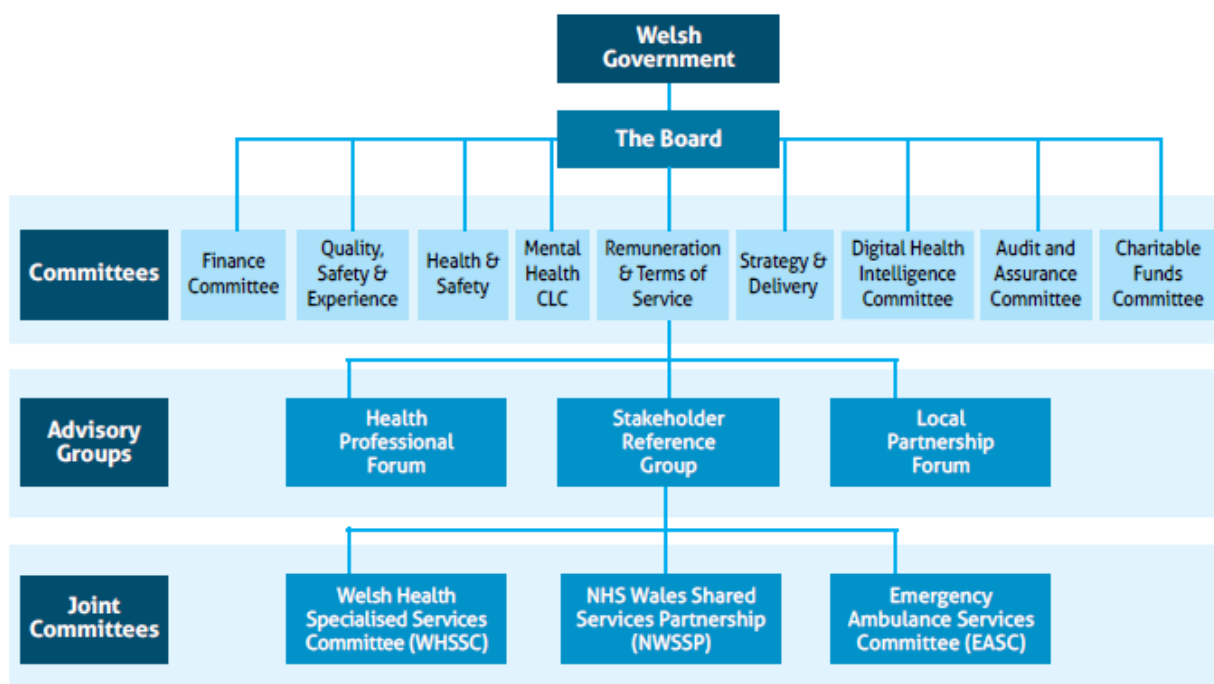 Welsh
Government
The Board
Committees
Finance
Committee
Quality,
Safety &
Experience
Health &
Safety
Mental
Health
CLC
Remuneration
& Terms of
Service
Strategy &
Delivery
Digital Health
Intelligence
Committee
Audit and
Assurance
Committee
Charitable
Funds
Committee
Advisory
Groups
Health
Professional
Forum
Stakeholder
Reference
Group
Local
Partnership
Forum
Joint
Committees
Welsh Health
Specialised Services
Committee (WHSSC)
NHS Wales Shared
Services Partnership
(NWSSP)
Emergency
Ambulance Services
Committee (EASC)